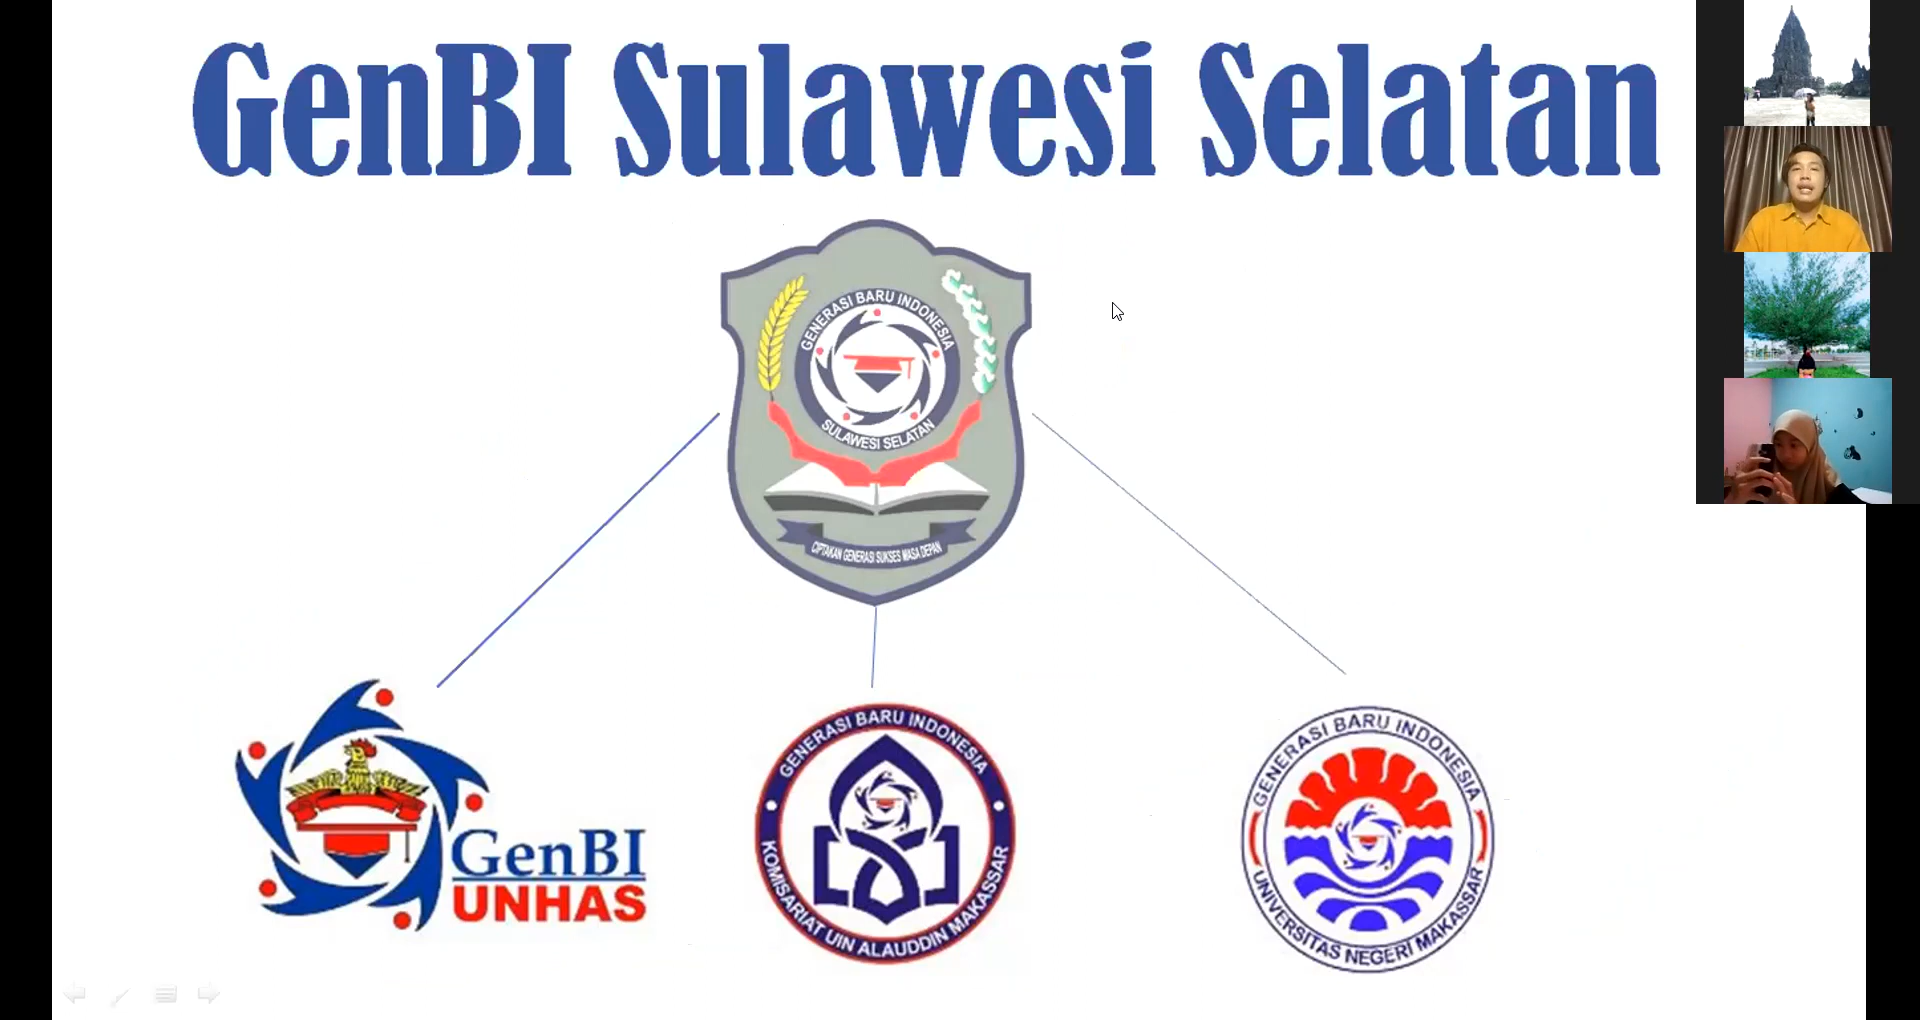 GenBI Sulawesi Selatan
GENERASI BARU INDONESIA
SULAWESI SELATAN
CIPTAKAN GENERASI SUKSES MASA DEPAN
GenBI
UNHAS
GENERASI BARU INDONESIA
KOMISARIAT UIN ALAUDDIN MAKASSAR
GENERASI BARU INDONESIA
UNIVERSITAS NEGERI MAKASSAR